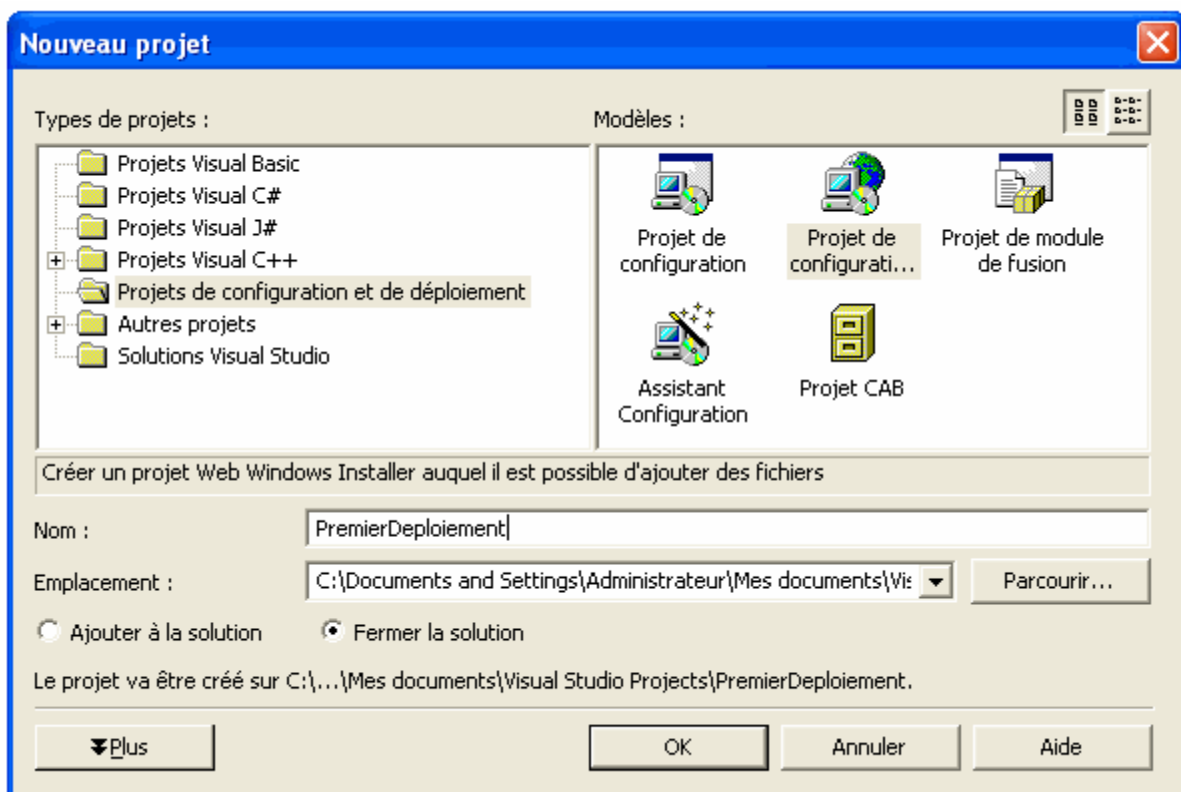 Nouveau projet
Types de projets :
Modèles :
Projets Visual Basic
Projets Visual C#
Projets Visual J#
Projets Visual C++
Projets de configuration et de déploiement
Autres projets
Solutions Visual Studio
Projet de
configuration
Projet de
configurati...
Projet de module
de fusion
Assistant
Configuration
Projet CAB
Créer un projet Web Windows Installer auquel il est possible d'ajouter des fichiers
Nom :
PremierDeploiement
Emplacement :
C:\Documents and Settings\Administrateur\Mes documents\Vis
Parcourir...
Ajouter à la solution
Fermer la solution
Le projet va être créé sur C:\...\Mes documents\Visual Studio Projects\PremierDeploiement.
Plus
OK
Annuler
Aide